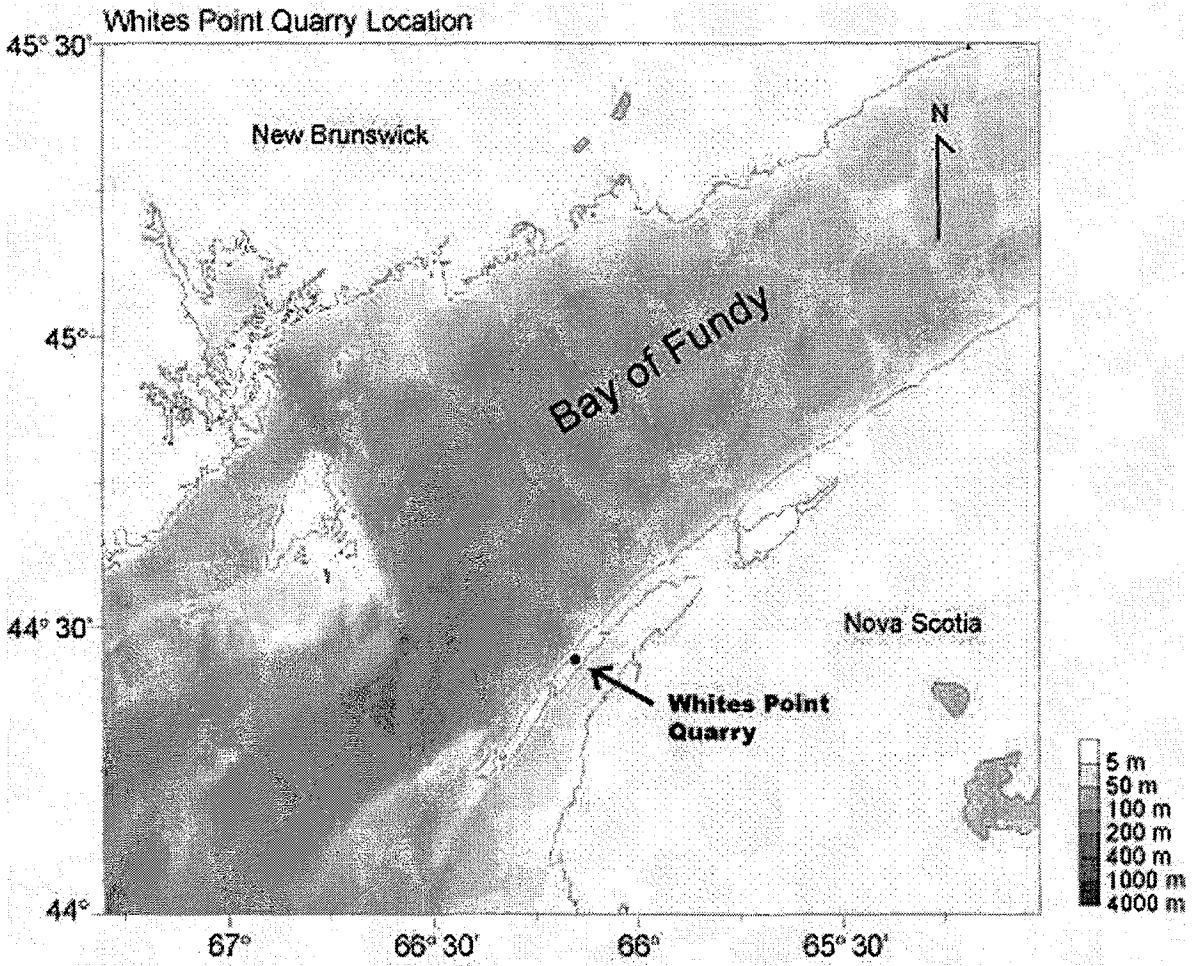 Whites Point Quarry Location
45° 30'
New Brunswick
N
45°
Bay of Fundy
44° 30'
Nova Scotia
Whites Point
Quarry
5 m
50 m
100 m
200 m
400 m
1000 m
4000 m
44°
67°
66° 30'
66°
65° 30'